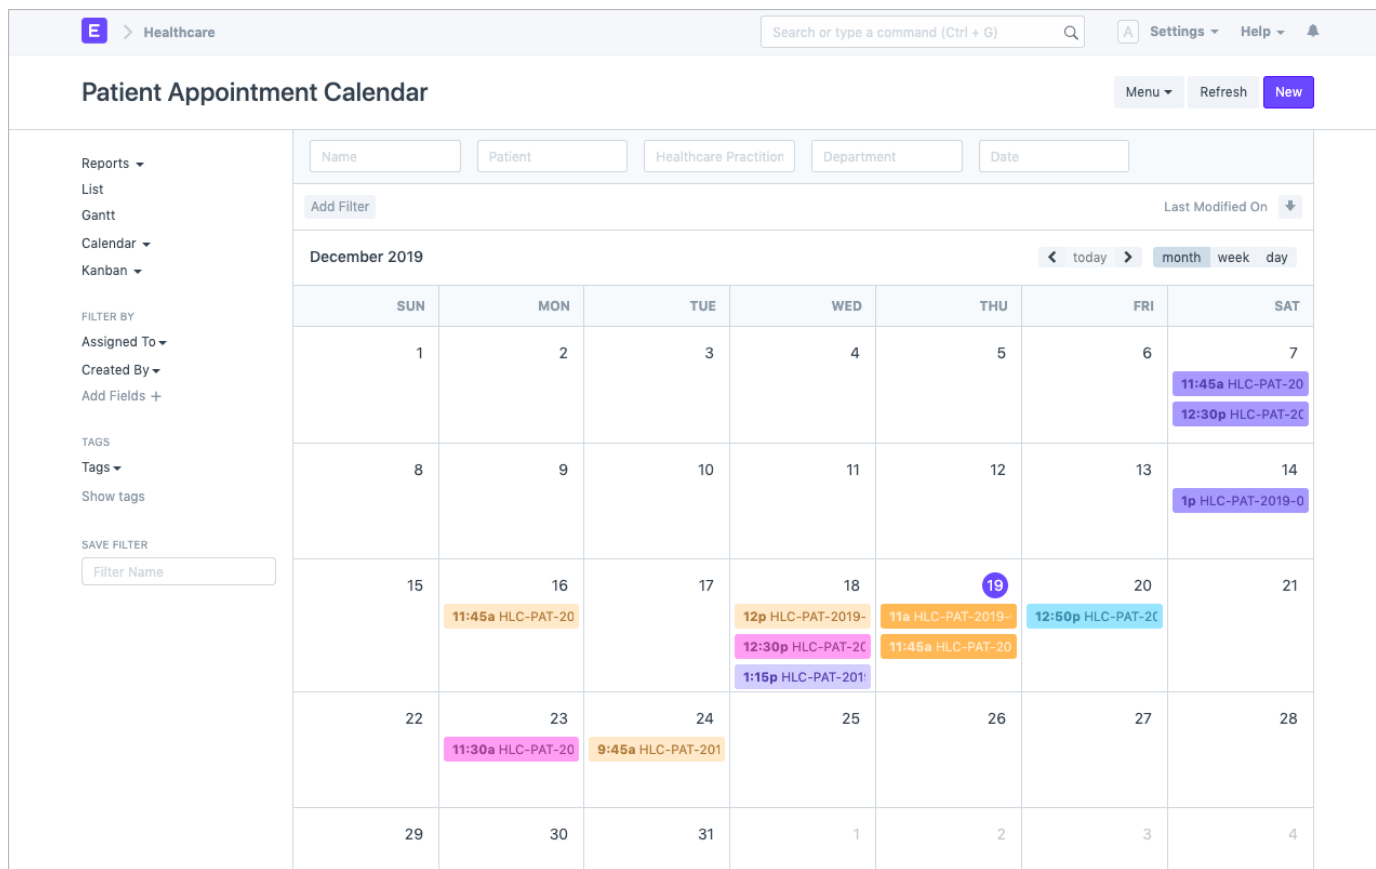 E > Healthcare Search or type a command (Ctrl + G) A Settings Help
Patient Appointment Calendar Menu Refresh New
Reports
List
Gantt
Calendar
Kanban
FILTER BY
Assigned To
Created By
Add Fields +
TAGS
Tags
Show tags
SAVE FILTER
Filter Name
Name Patient Healthcare Practition Department Date
Add Filter Last Modified On
December 2019 today month week day
SUN MON TUE WED THU FRI SAT
1 2 3 4 5 6 7
11:45a HLC-PAT-20
12:30p HLC-PAT-20
8 9 10 11 12 13 14
1p HLC-PAT-2019-0
15 16 17 18 19 20 21
11:45a HLC-PAT-20 12p HLC-PAT-2019- 11a HLC-PAT-2019- 12:50p HLC-PAT-20
12:30p HLC-PAT-20 11:45a HLC-PAT-20
1:15p HLC-PAT-201
22 23 24 25 26 27 28
11:30a HLC-PAT-20 9:45a HLC-PAT-201
29 30 31 1 2 3 4